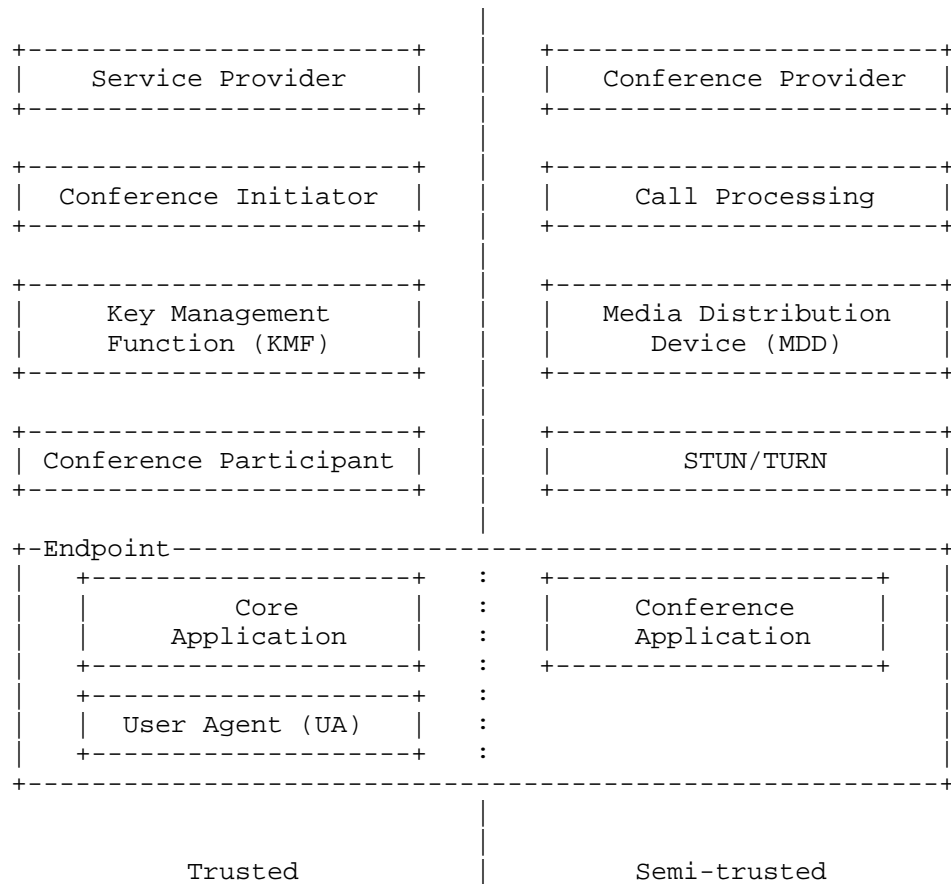 Service Provider Conference Provider
Conference Initiator Call Processing
Key Management Media Distribution
Function (KMF) Device (MDD)
Conference Participant STUN/TURN
Endpoint
Core Conference
Application Application
User Agent (UA)
Trusted Semi-trusted